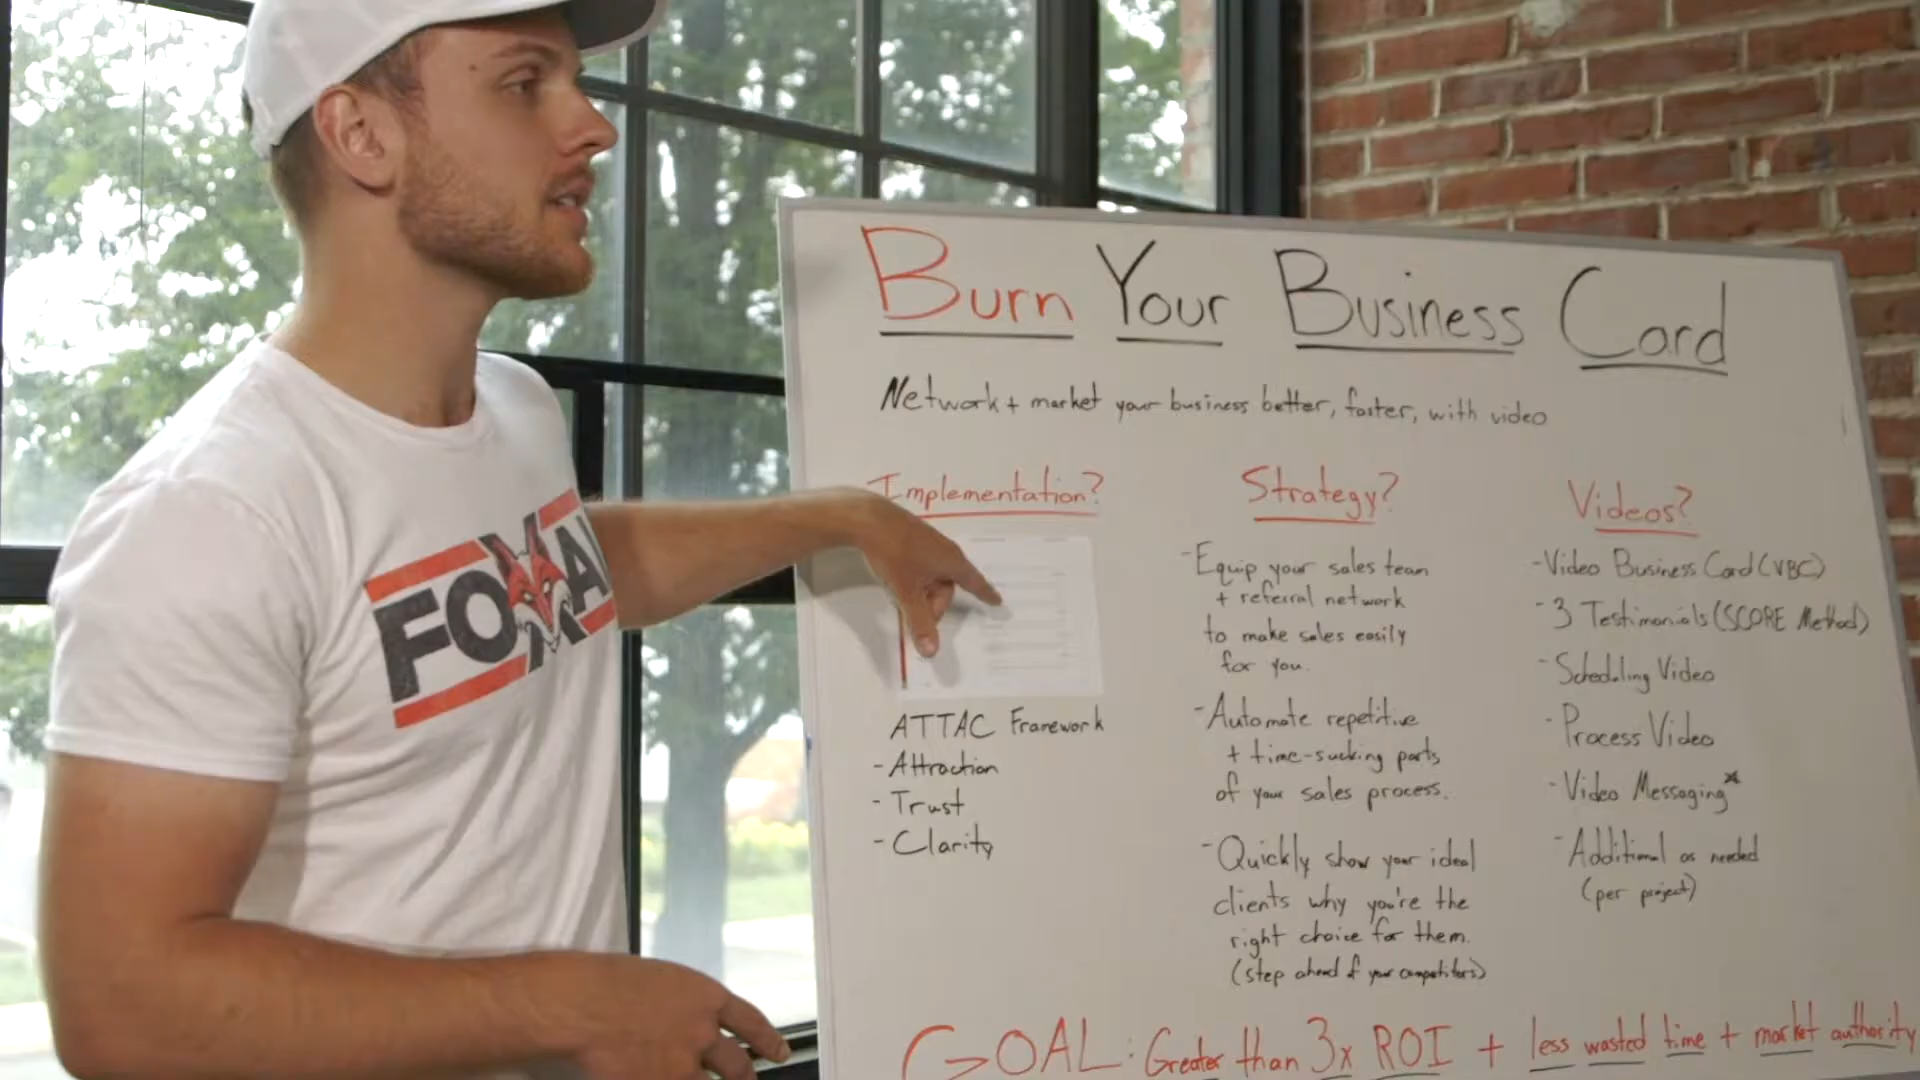 Burn Your Business Card
Network + market your business better, faster, with video
Implementation?
ATTAC Framework
- Attraction
- Trust
- Clarity
Strategy?
- Equip your sales team
+ referral network
to make sales easily
for you.
- Automate repetitive
+ time-sucking parts
of your sales process.
- Quickly show your ideal
clients why you're the
right choice for them.
(step ahead of your competitors)
Videos?
- Video Business Card (VBC)
- 3 Testimonials (SCORE Method)
- Scheduling Video
- Process Video
- Video Messaging*
- Additional as needed
(per project)
GOAL: Greater than 3x ROI + less wasted time + market authority
FOXA